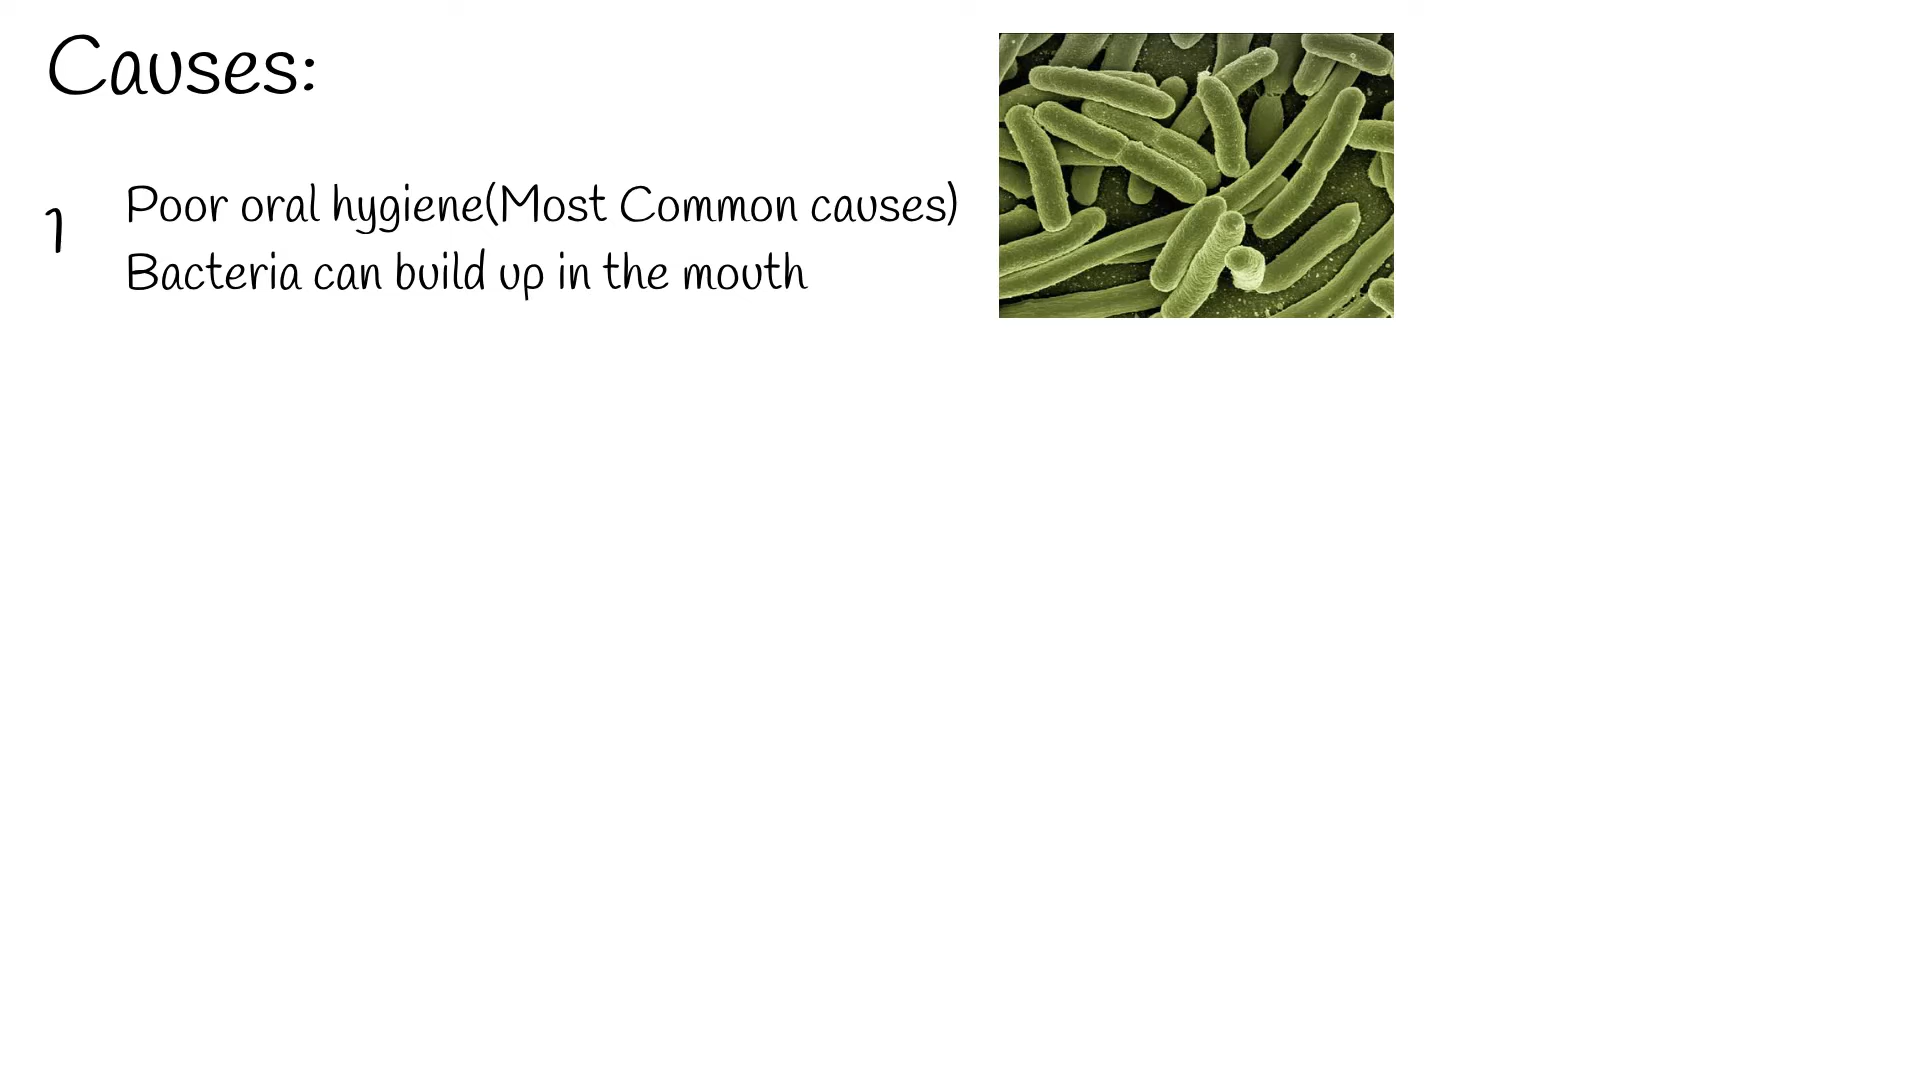 Causes:
1
Poor oral hygiene(Most Common causes)
Bacteria can build up in the mouth